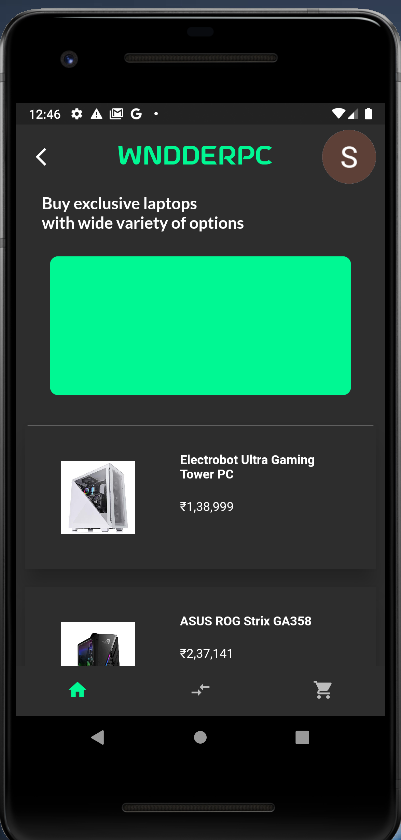 12:46
WNDDERPC
S
Buy exclusive laptops
with wide variety of options
Electrobot Ultra Gaming
Tower PC
₹1,38,999
ASUS ROG Strix GA358
₹2,37,141